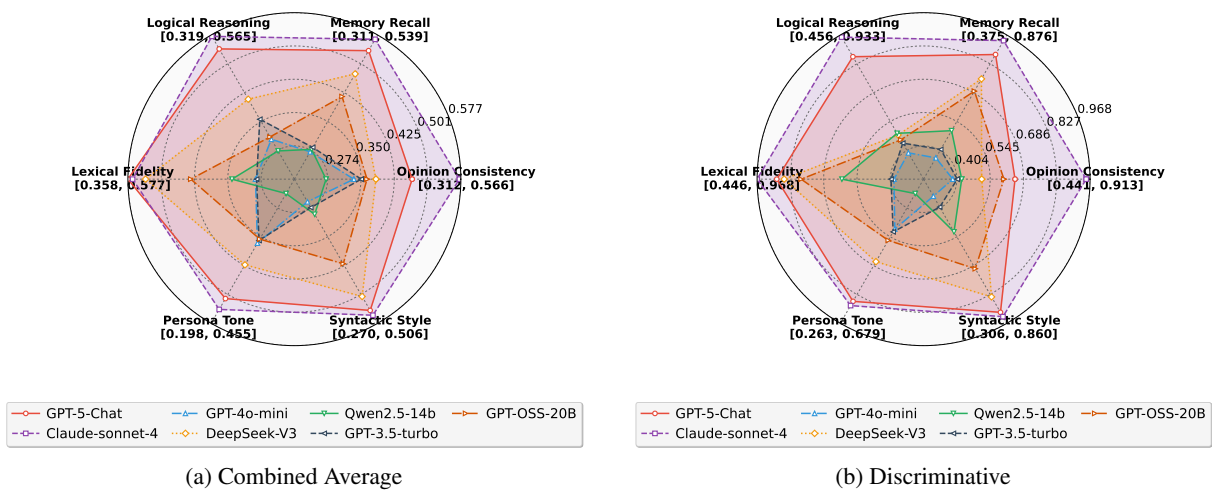 Logical Reasoning
[0.319, 0.565]
Memory Recall
[0.311, 0.539]
0.577
0.501
0.425
0.350
0.274
Lexical Fidelity
[0.358, 0.577]
Opinion Consistency
[0.312, 0.566]
Persona Tone
[0.198, 0.455]
Syntactic Style
[0.270, 0.506]
GPT-5-Chat
GPT-4o-mini
Qwen2.5-14b
GPT-OSS-20B
Claude-sonnet-4
DeepSeek-V3
GPT-3.5-turbo
(a) Combined Average
Logical Reasoning
[0.456, 0.933]
Memory Recall
[0.375, 0.876]
0.968
0.827
0.686
0.545
0.404
Lexical Fidelity
[0.446, 0.968]
Opinion Consistency
[0.441, 0.913]
Persona Tone
[0.263, 0.679]
Syntactic Style
[0.306, 0.860]
GPT-5-Chat
GPT-4o-mini
Qwen2.5-14b
GPT-OSS-20B
Claude-sonnet-4
DeepSeek-V3
GPT-3.5-turbo
(b) Discriminative